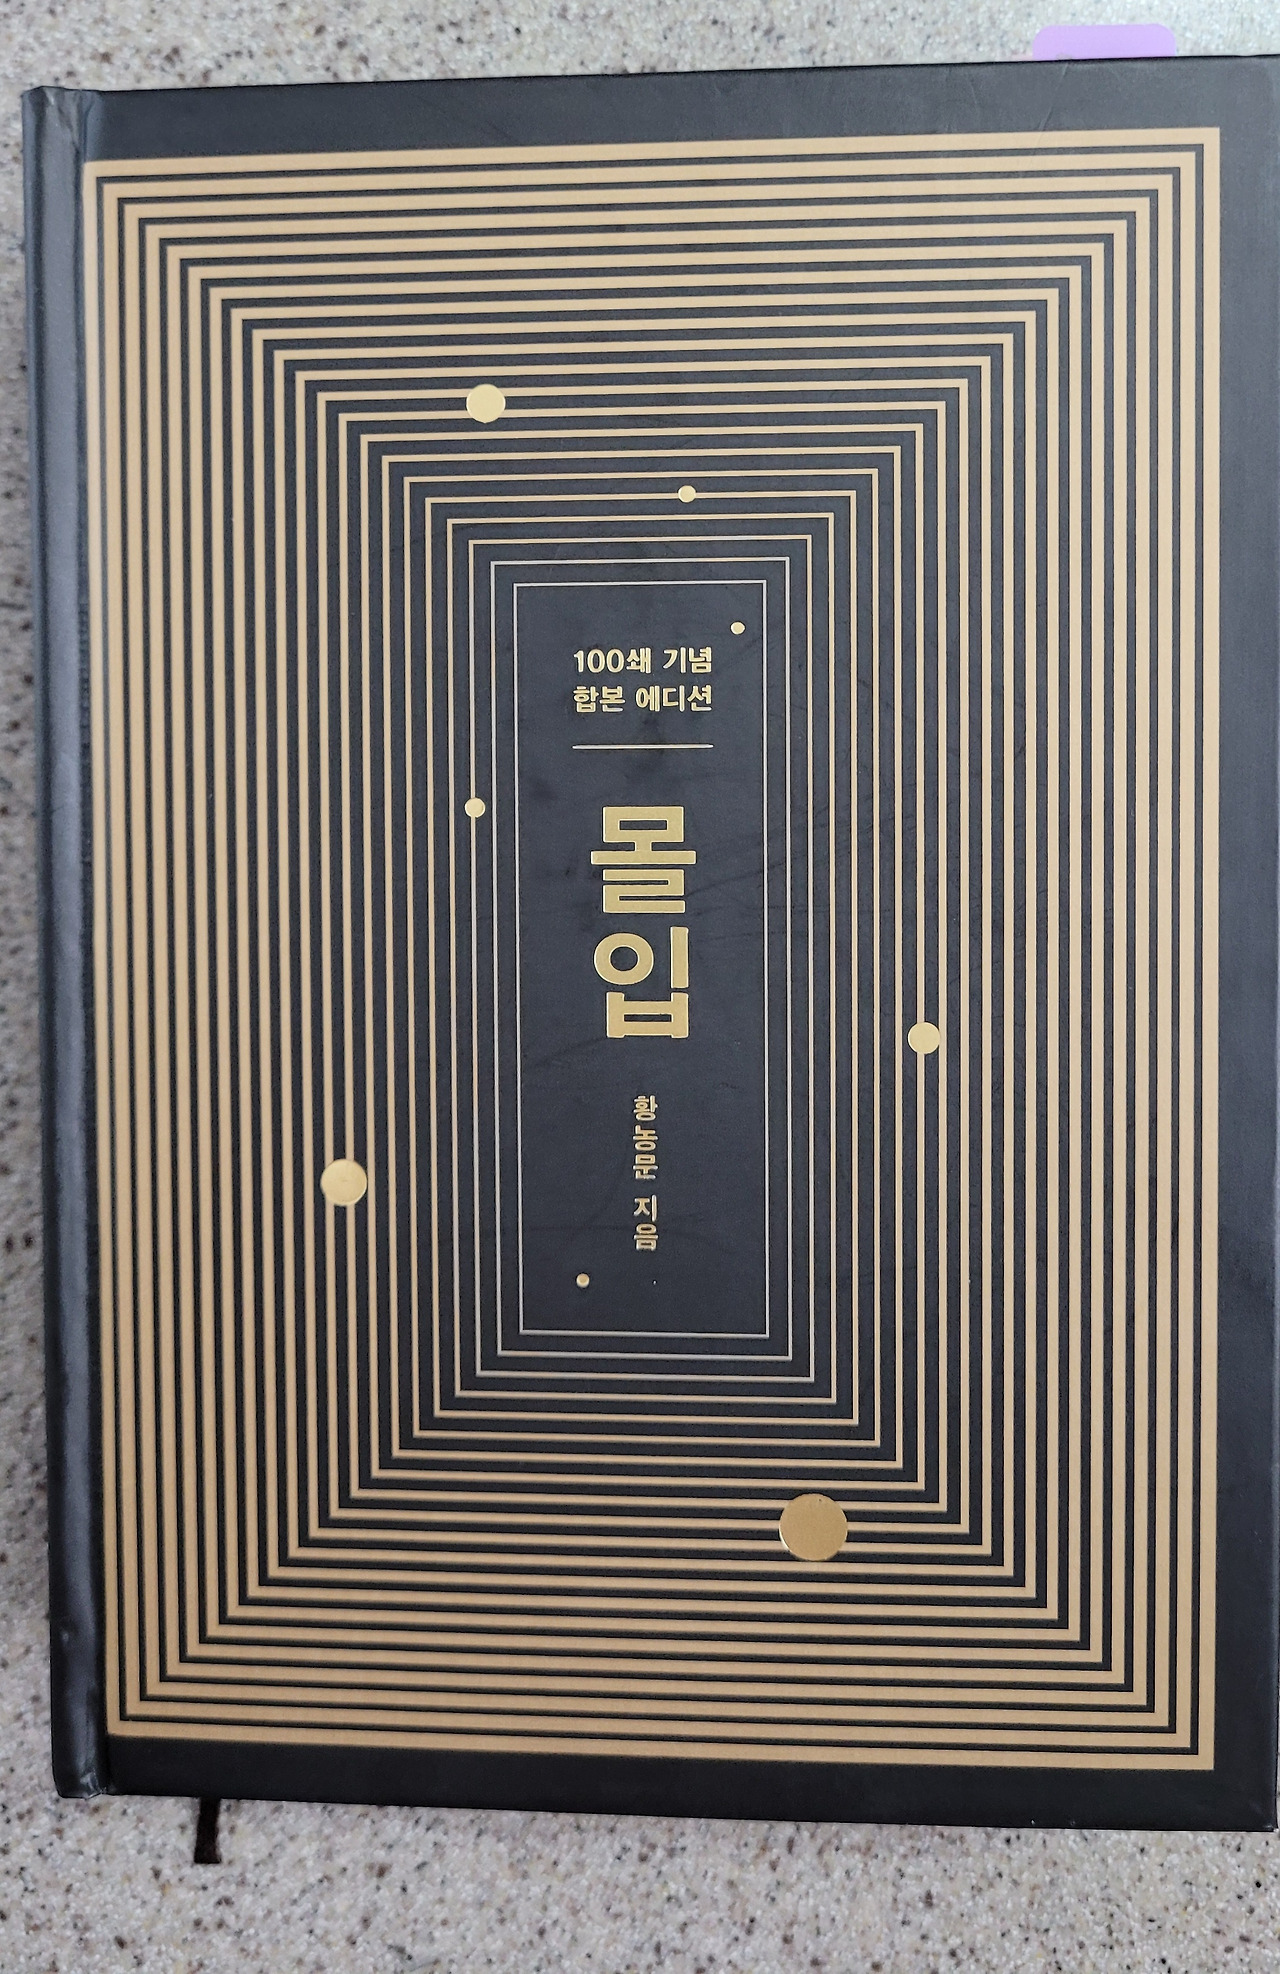 100쇄 기념
합본 에디션
몰입
황농문 지음